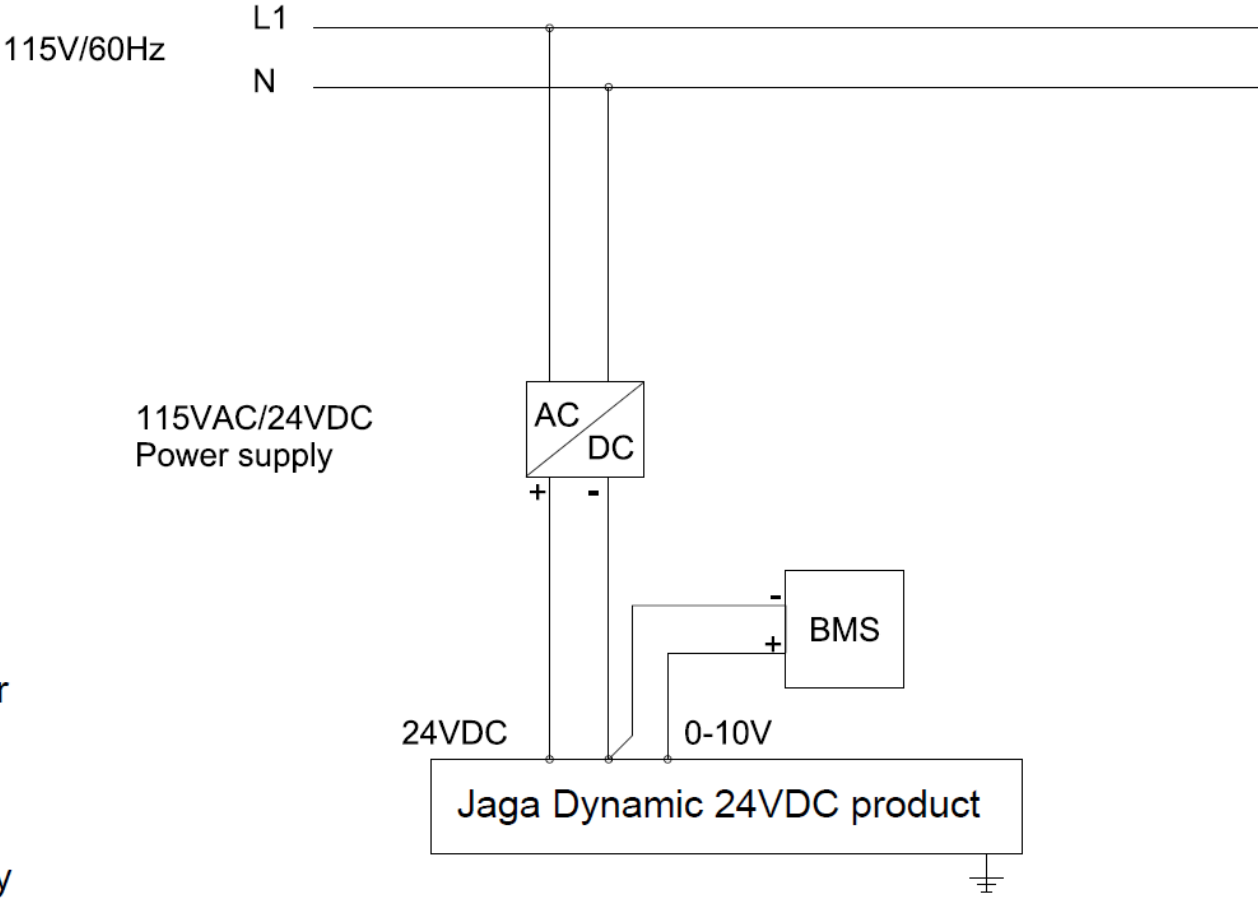 L1
115V/60Hz
N
115VAC/24VDC
Power supply
AC
DC
+ -
-
BMS
+
r
24VDC
0-10V
Jaga Dynamic 24VDC product
y